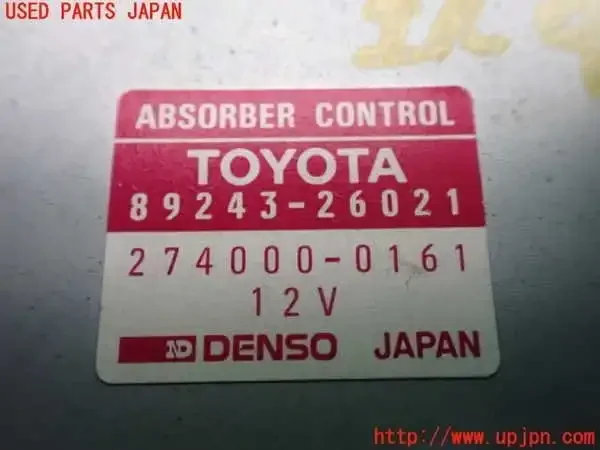 USED PARTS JAPAN
ABSORBER CONTROL
TOYOTA
89243-26021
274000-0161
12V
ND DENSO JAPAN
http://www.upjpn.com/